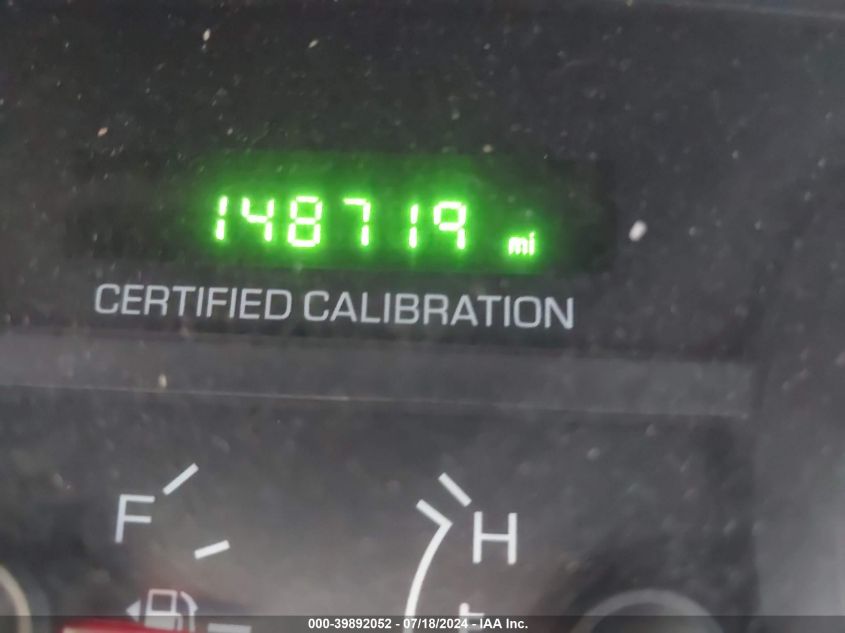 148719 mi
CERTIFIED CALIBRATION
F H
000-39892052 - 07/18/2024 - IAA Inc.